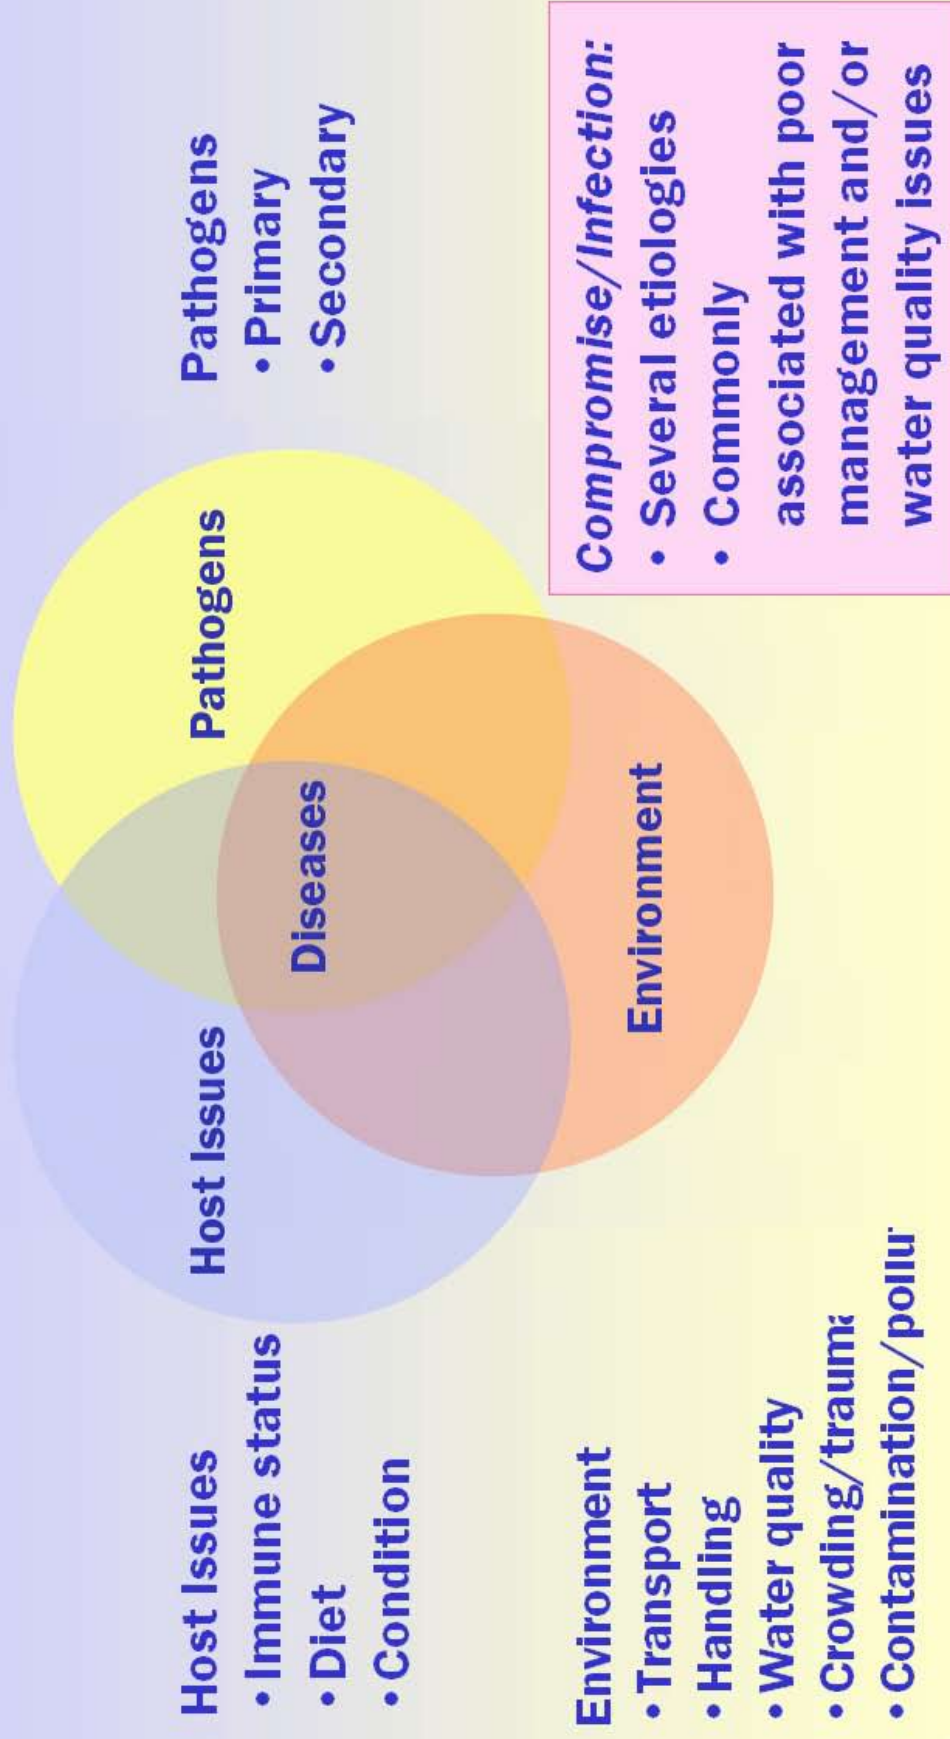 Host Issues
• Immune status
• Diet
• Condition
Host Issues
Pathogens
Diseases
Environment
Pathogens
• Primary
• Secondary
Environment
• Transport
• Handling
• Water quality
• Crowding/traum
• Contamination/pollu
Compromise/Infection:
• Several etiologies
• Commonly
associated with poor
management and/or
water quality issues